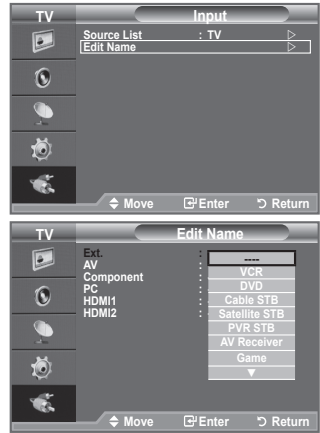 TV Input
Source List : TV
Edit Name
Move Enter Return
TV Edit Name
Ext. : ----
AV : VCR
Component : DVD
PC : Cable STB
HDMI1 : Satellite STB
HDMI2 : PVR STB
AV Receiver
Game
Move Enter Return